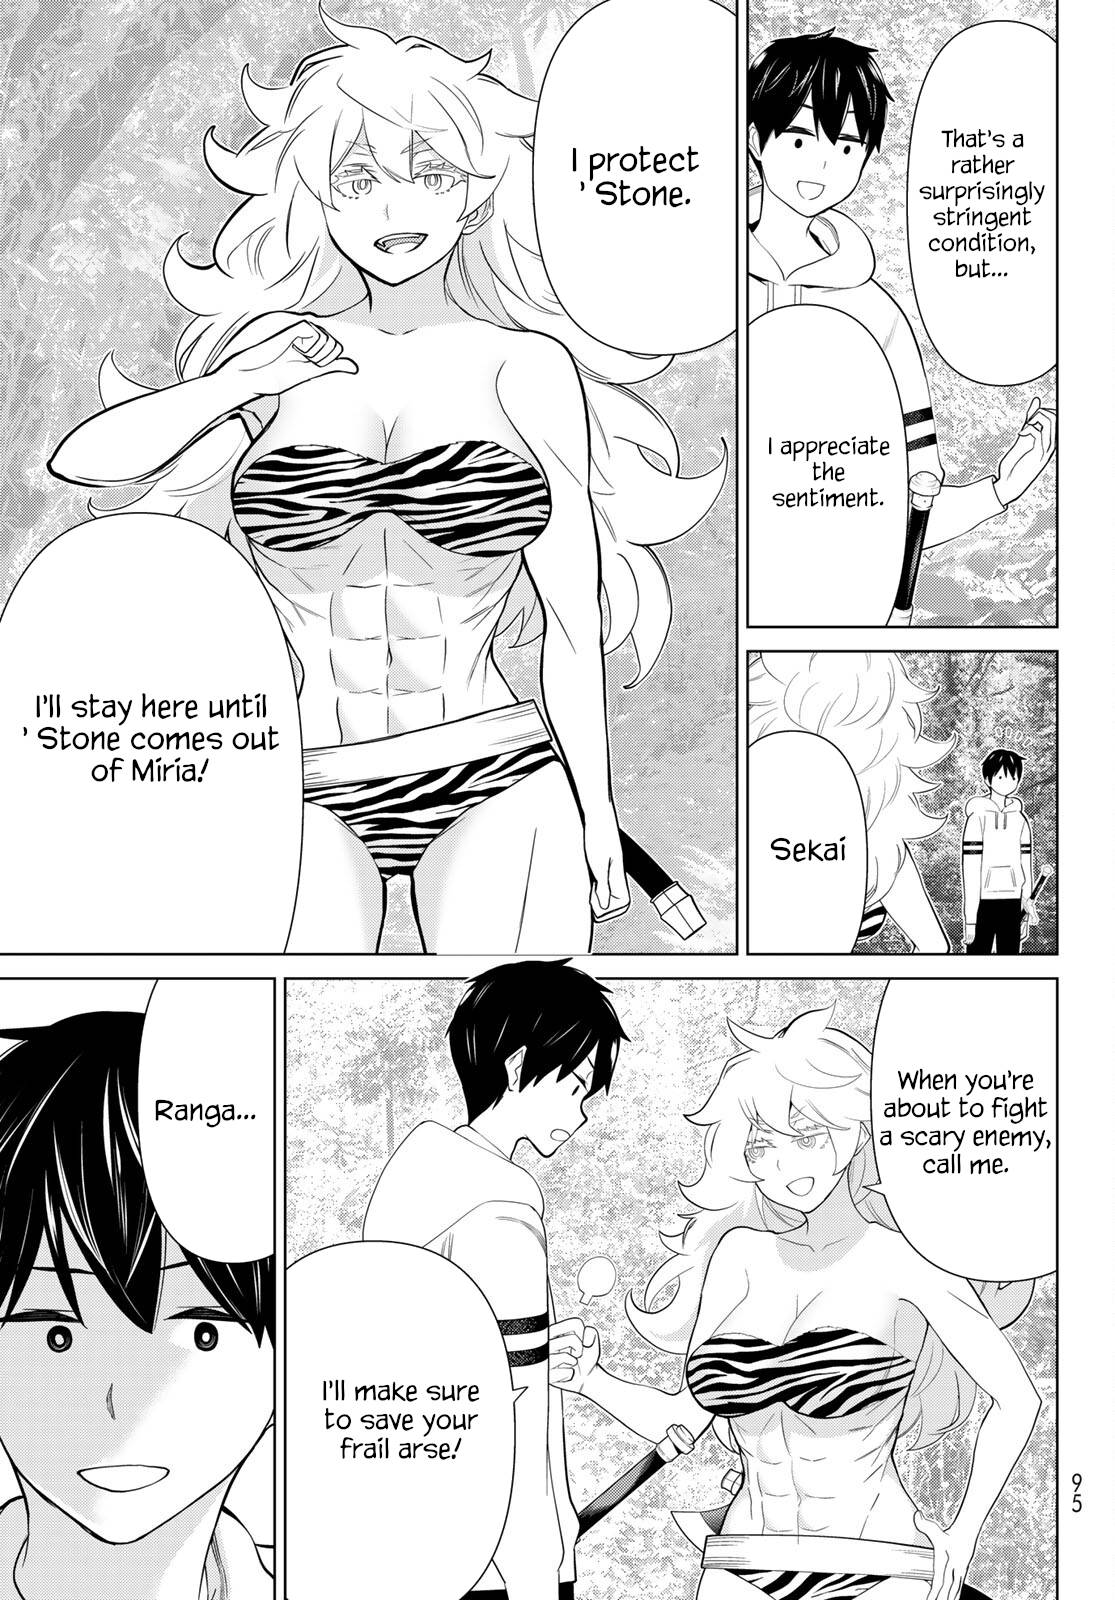 That's a
rather
surprisingly
stringent
condition,
but...
I appreciate
the
sentiment.
I protect
'Stone.
I'll stay here until
'Stone comes out
of Miria!
Sekai
When you're
about to fight
a scary enemy,
call me.
I'll make sure
to save your
frail arse!
Ranga...
95